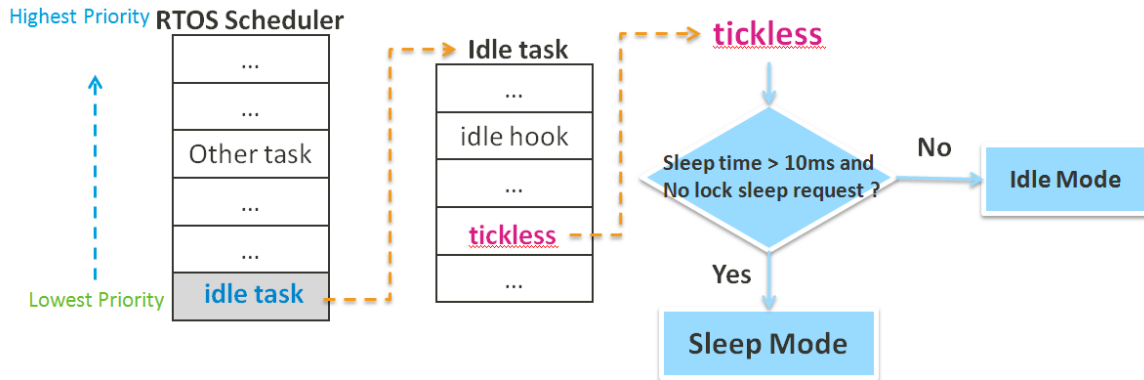 Highest Priority
RTOS Scheduler
...
...
Other task
...
...
idle task
Lowest Priority
Idle task
...
idle hook
...
tickless
...
tickless
Sleep time > 10ms and
No lock sleep request ?
No
Idle Mode
Yes
Sleep Mode